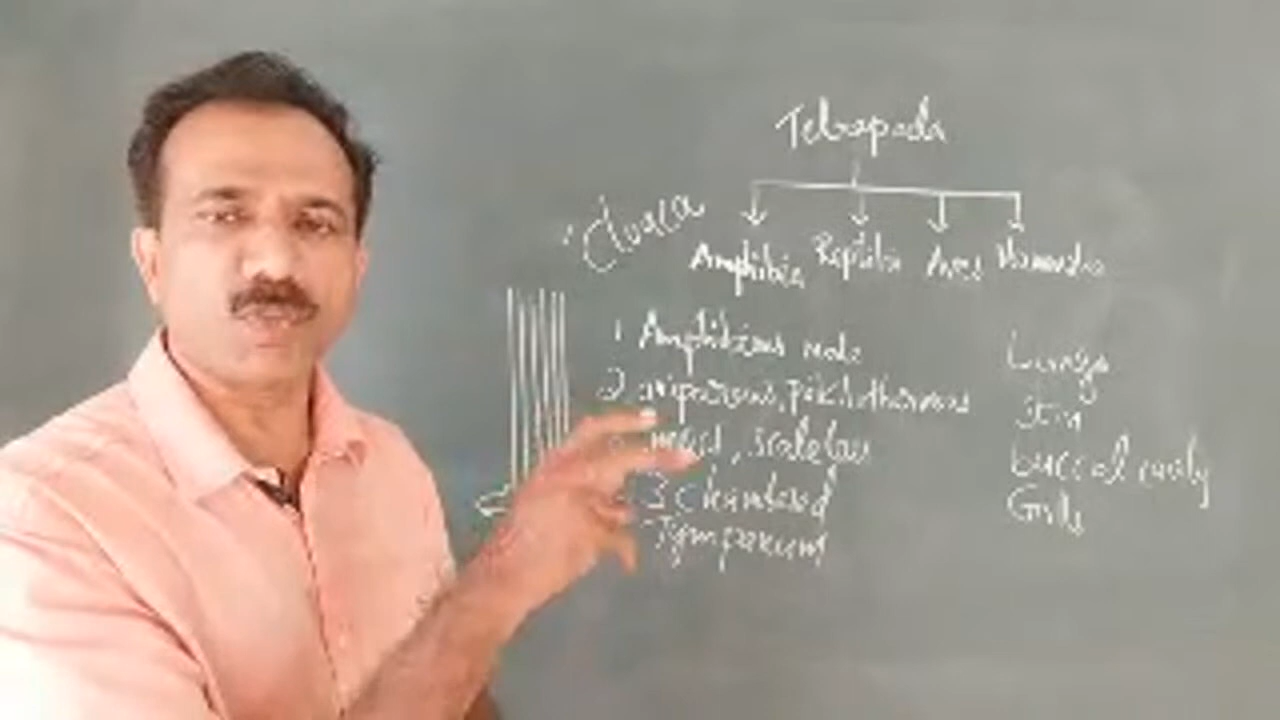 Tetrapoda
Cloaca
Amphibia Reptilia Aves Mammalia
1 Amphibious mode
2 oviparous, poikilothermous
moist, scaleless
3 chambered
Tympanum
Lungs
Skin
buccal cavity
Gills